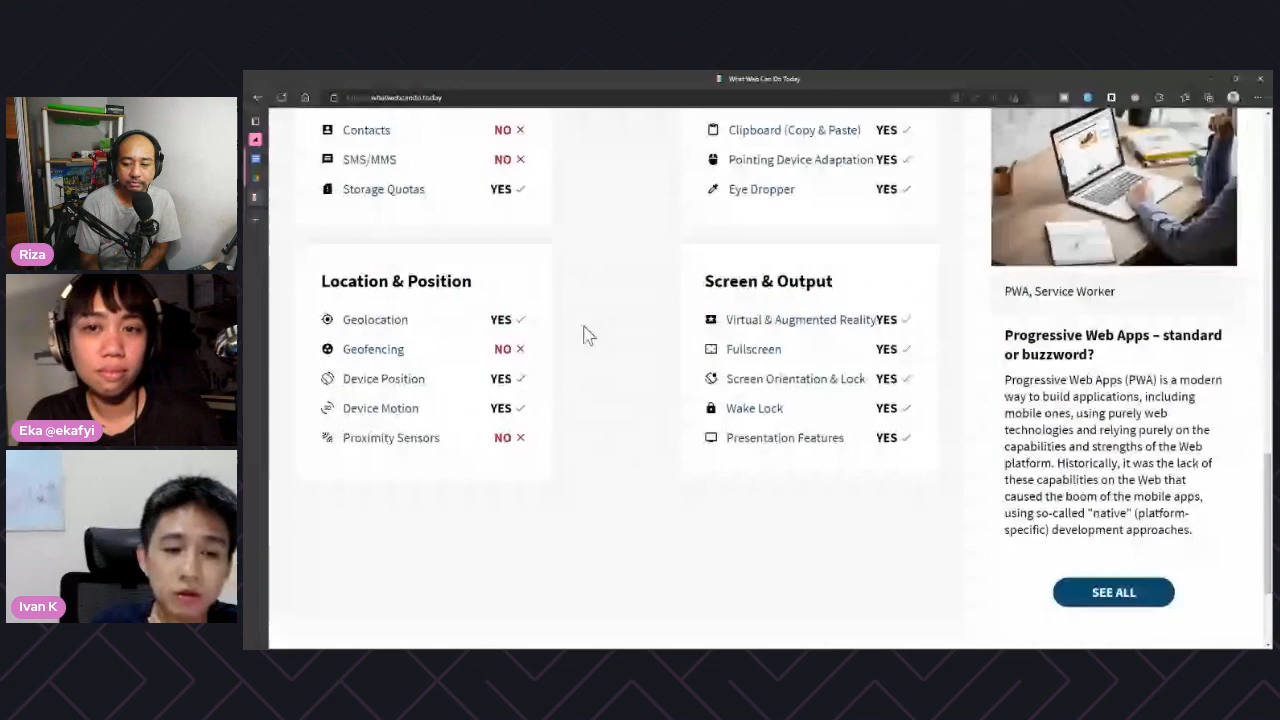 What Web Can Do Today
whatwebcando.today
Riza
Eka @ekafyi
Ivan K
Contacts NO
SMS/MMS NO
Storage Quotas YES
Location & Position
Geolocation YES
Geofencing NO
Device Position YES
Device Motion YES
Proximity Sensors NO
Clipboard (Copy & Paste) YES
Pointing Device Adaptation YES
Eye Dropper YES
Screen & Output
Virtual & Augmented Reality YES
Fullscreen YES
Screen Orientation & Lock YES
Wake Lock YES
Presentation Features YES
PWA, Service Worker
Progressive Web Apps – standard
or buzzword?
Progressive Web Apps (PWA) is a modern
way to build applications, including
mobile ones, using purely web
technologies and relying purely on the
capabilities and strengths of the Web
platform. Historically, it was the lack of
these capabilities on the Web that
caused the boom of the mobile apps,
using so-called "native" (platform-
specific) development approaches.
SEE ALL